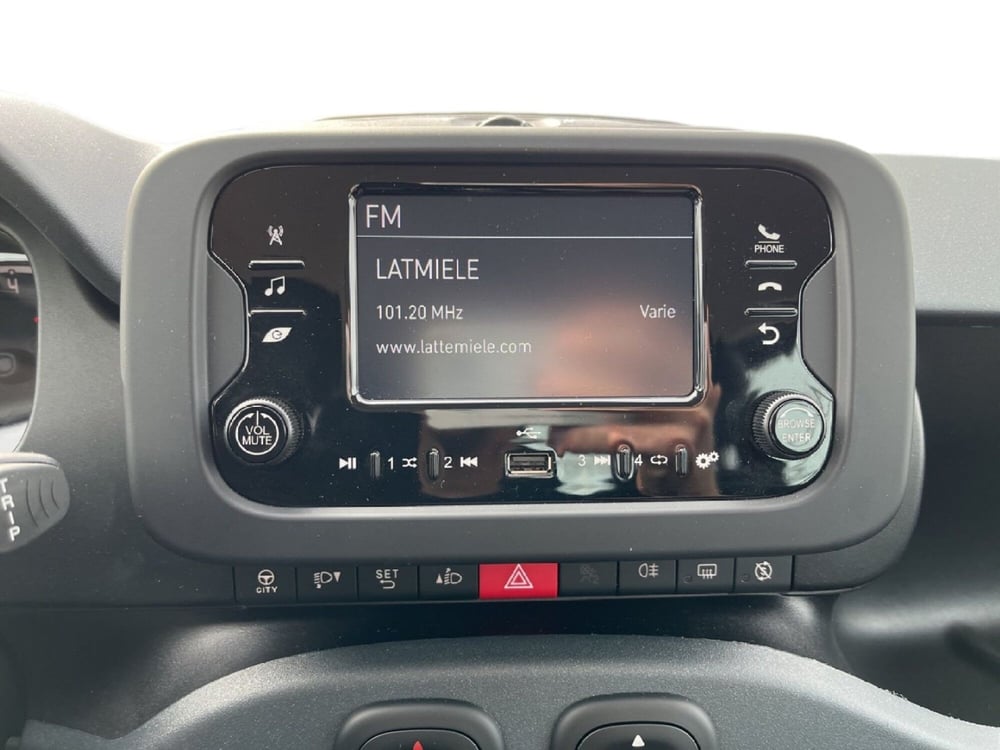 FM
LATMIELE
101.20 MHz Varie
www.lattemiele.com
PHONE
VOL
MUTE
BROWSE
ENTER
1 2 3 4
CITY
SET
TRIP
4